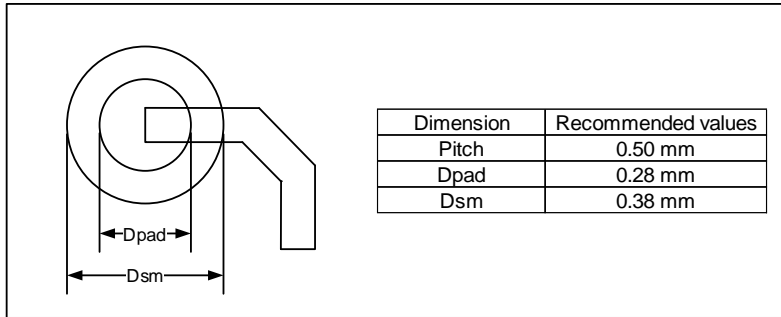 Dimension Recommended values
Pitch 0.50 mm
Dpad 0.28 mm
Dsm 0.38 mm
Dpad
Dsm